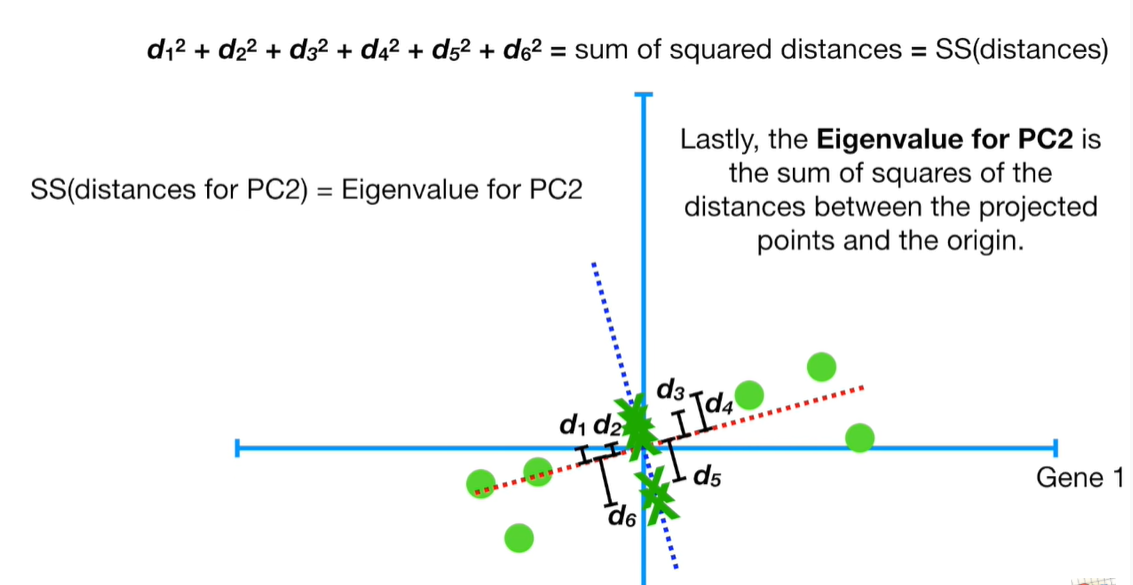 d₁² + d₂² + d₃² + d₄² + d₅² + d₆² = sum of squared distances = SS(distances)
Lastly, the Eigenvalue for PC2 is
the sum of squares of the
distances between the projected
points and the origin.
SS(distances for PC2) = Eigenvalue for PC2
d₃
d₄
d₁ d₂
d₅
Gene 1
d₆